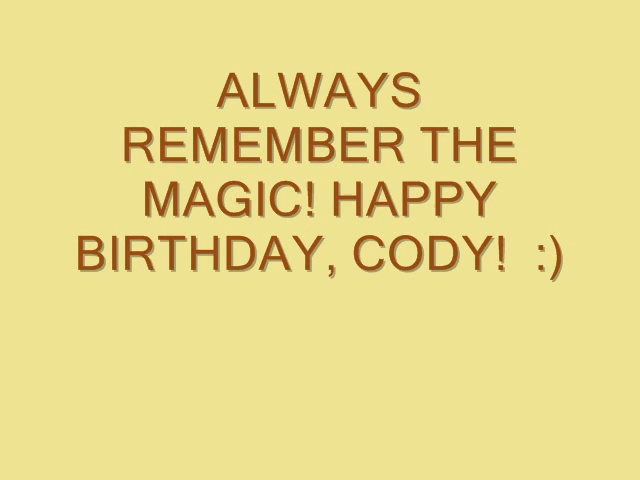 ALWAYS
REMEMBER THE
MAGIC! HAPPY
BIRTHDAY, CODY!  :)